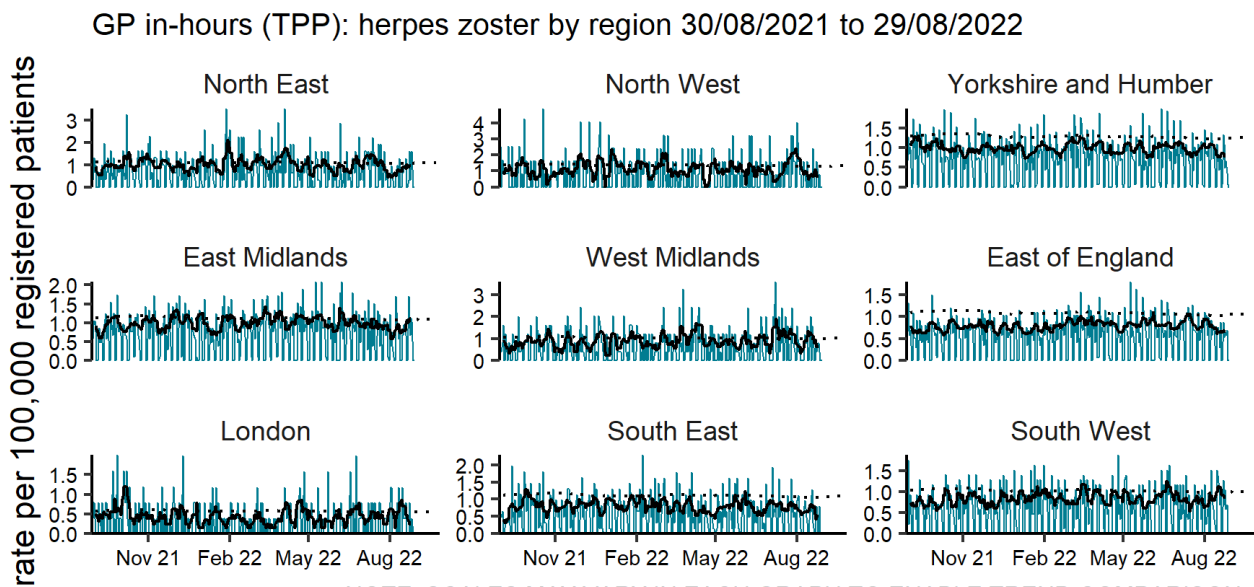 GP in-hours (TPP): herpes zoster by region 30/08/2021 to 29/08/2022
rate per 100,000 registered patients
North East
North West
Yorkshire and Humber
3
2
1
0
4
3
2
1
0
1.5
1.0
0.5
0.0
East Midlands
West Midlands
East of England
2.0
1.5
1.0
0.5
0.0
3
2
1
0
1.5
1.0
0.5
0.0
London
South East
South West
1.5
1.0
0.5
0.0
2.0
1.5
1.0
0.5
0.0
1.5
1.0
0.5
0.0
Nov 21 Feb 22 May 22 Aug 22
Nov 21 Feb 22 May 22 Aug 22
Nov 21 Feb 22 May 22 Aug 22